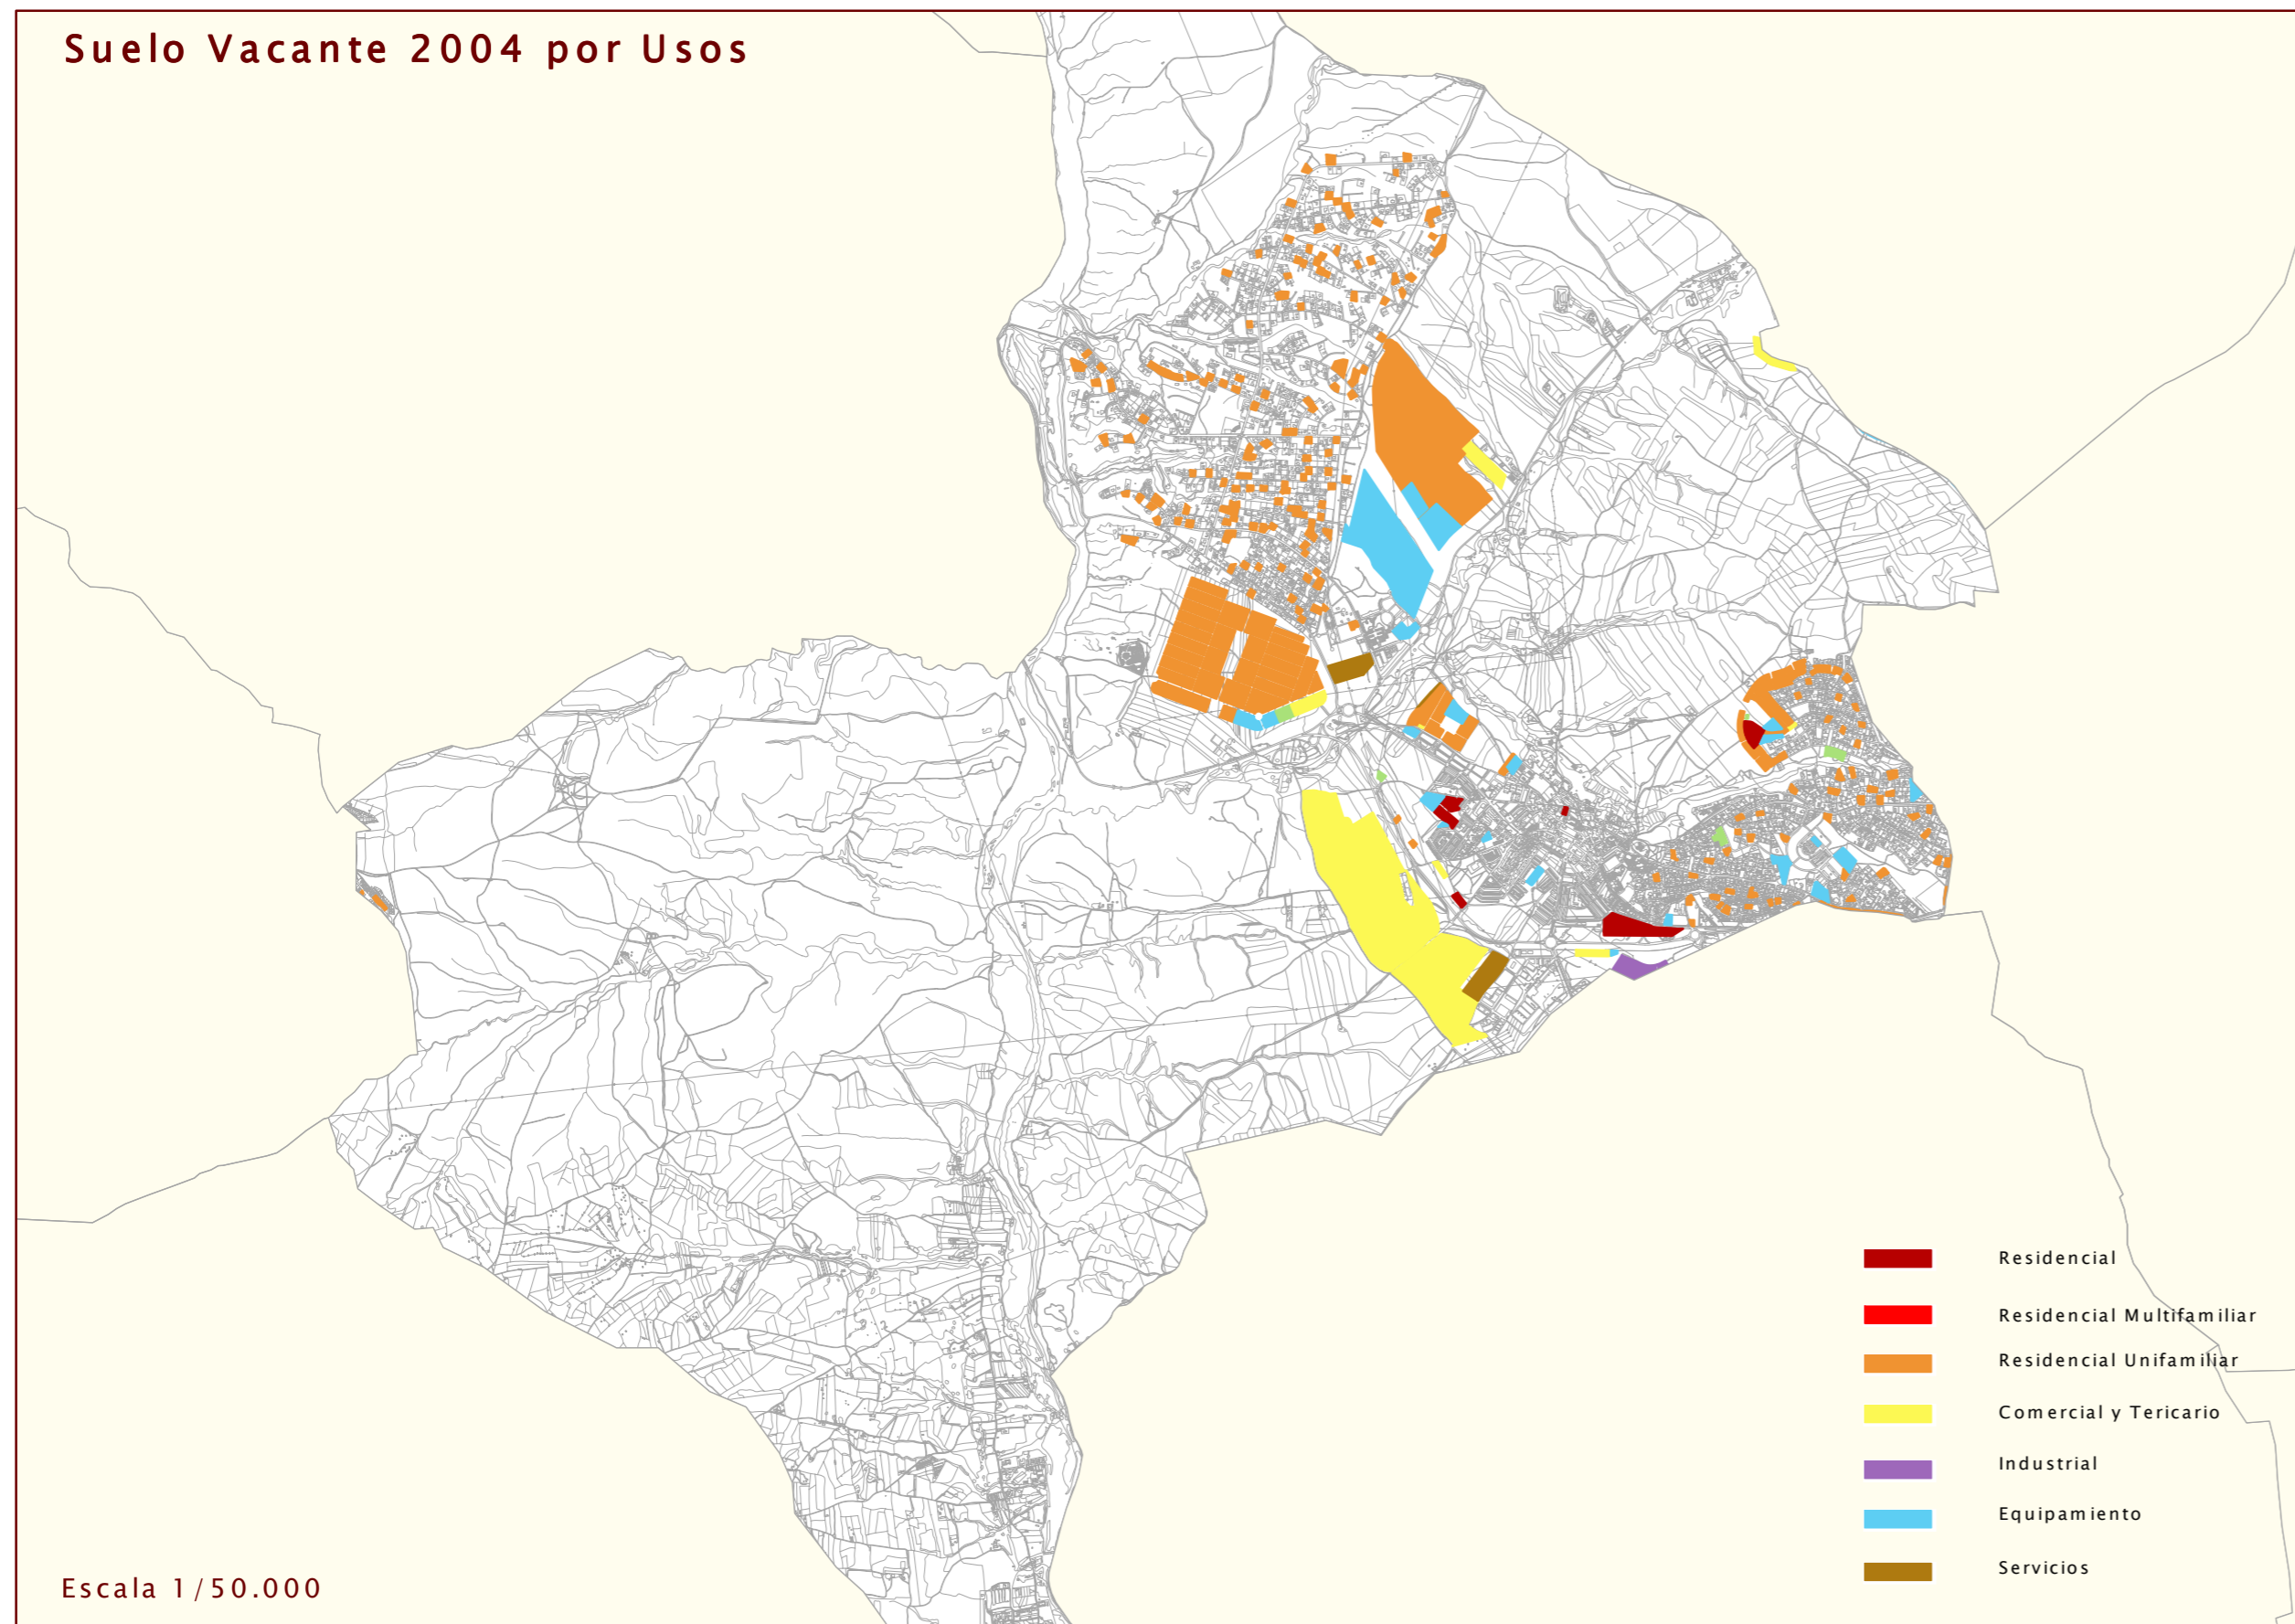 Suelo Vacante 2004 por Usos
Residencial
Residencial Multifamiliar
Residencial Unifamiliar
Comercial y Tericario
Industrial
Equipamiento
Servicios
Escala 1/50.000